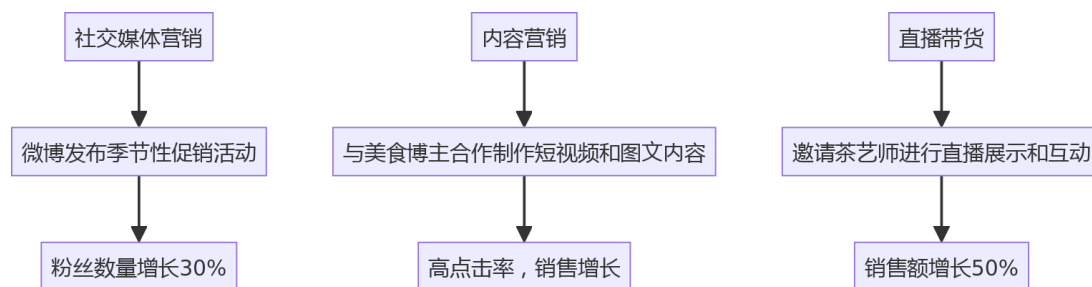 社交媒体营销
内容营销
直播带货
微博发布季节性促销活动
与美食博主合作制作短视频和图文内容
邀请茶艺师进行直播展示和互动
粉丝数量增长30%
高点击率，销售增长
销售额增长50%